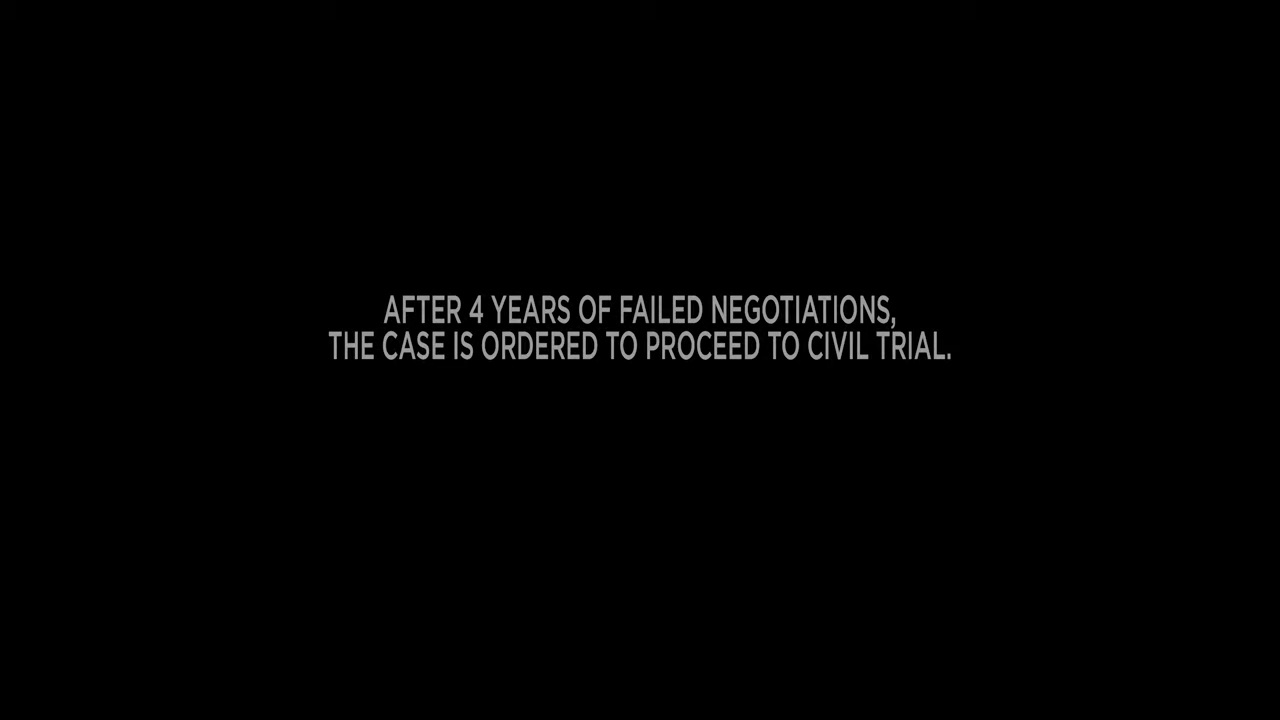 AFTER 4 YEARS OF FAILED NEGOTIATIONS,
THE CASE IS ORDERED TO PROCEED TO CIVIL TRIAL.